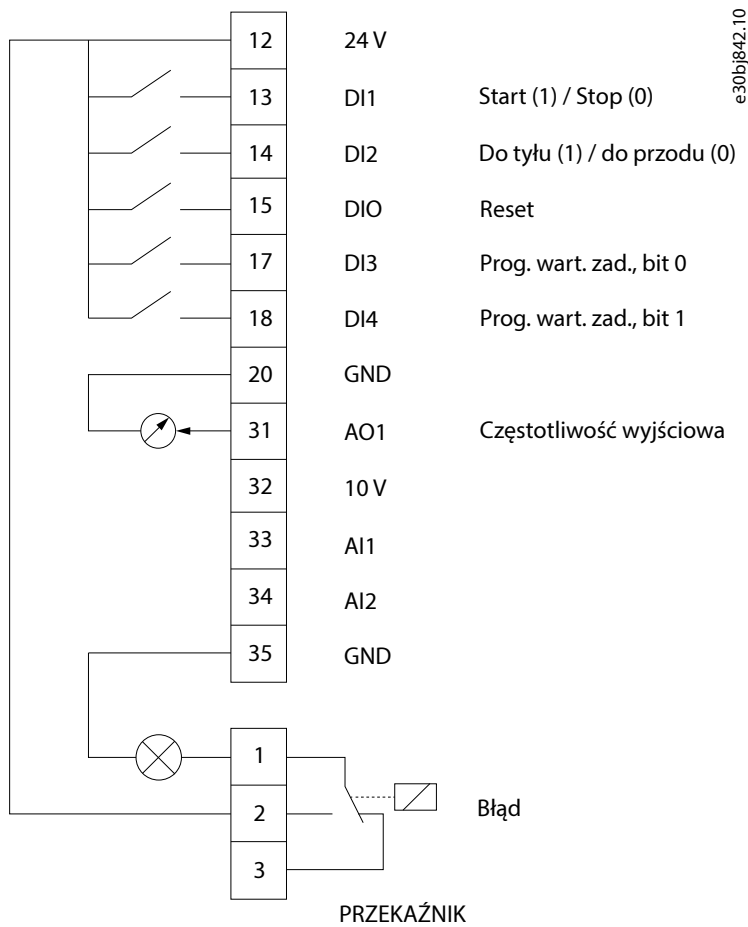 e30bj842.10
12 24 V
13 DI1 Start (1) / Stop (0)
14 DI2 Do tyłu (1) / do przodu (0)
15 DIO Reset
17 DI3 Prog. wart. zad., bit 0
18 DI4 Prog. wart. zad., bit 1
20 GND
31 AO1 Częstotliwość wyjściowa
32 10 V
33 AI1
34 AI2
35 GND
1
2 Błąd
3
PRZEKAŹNIK